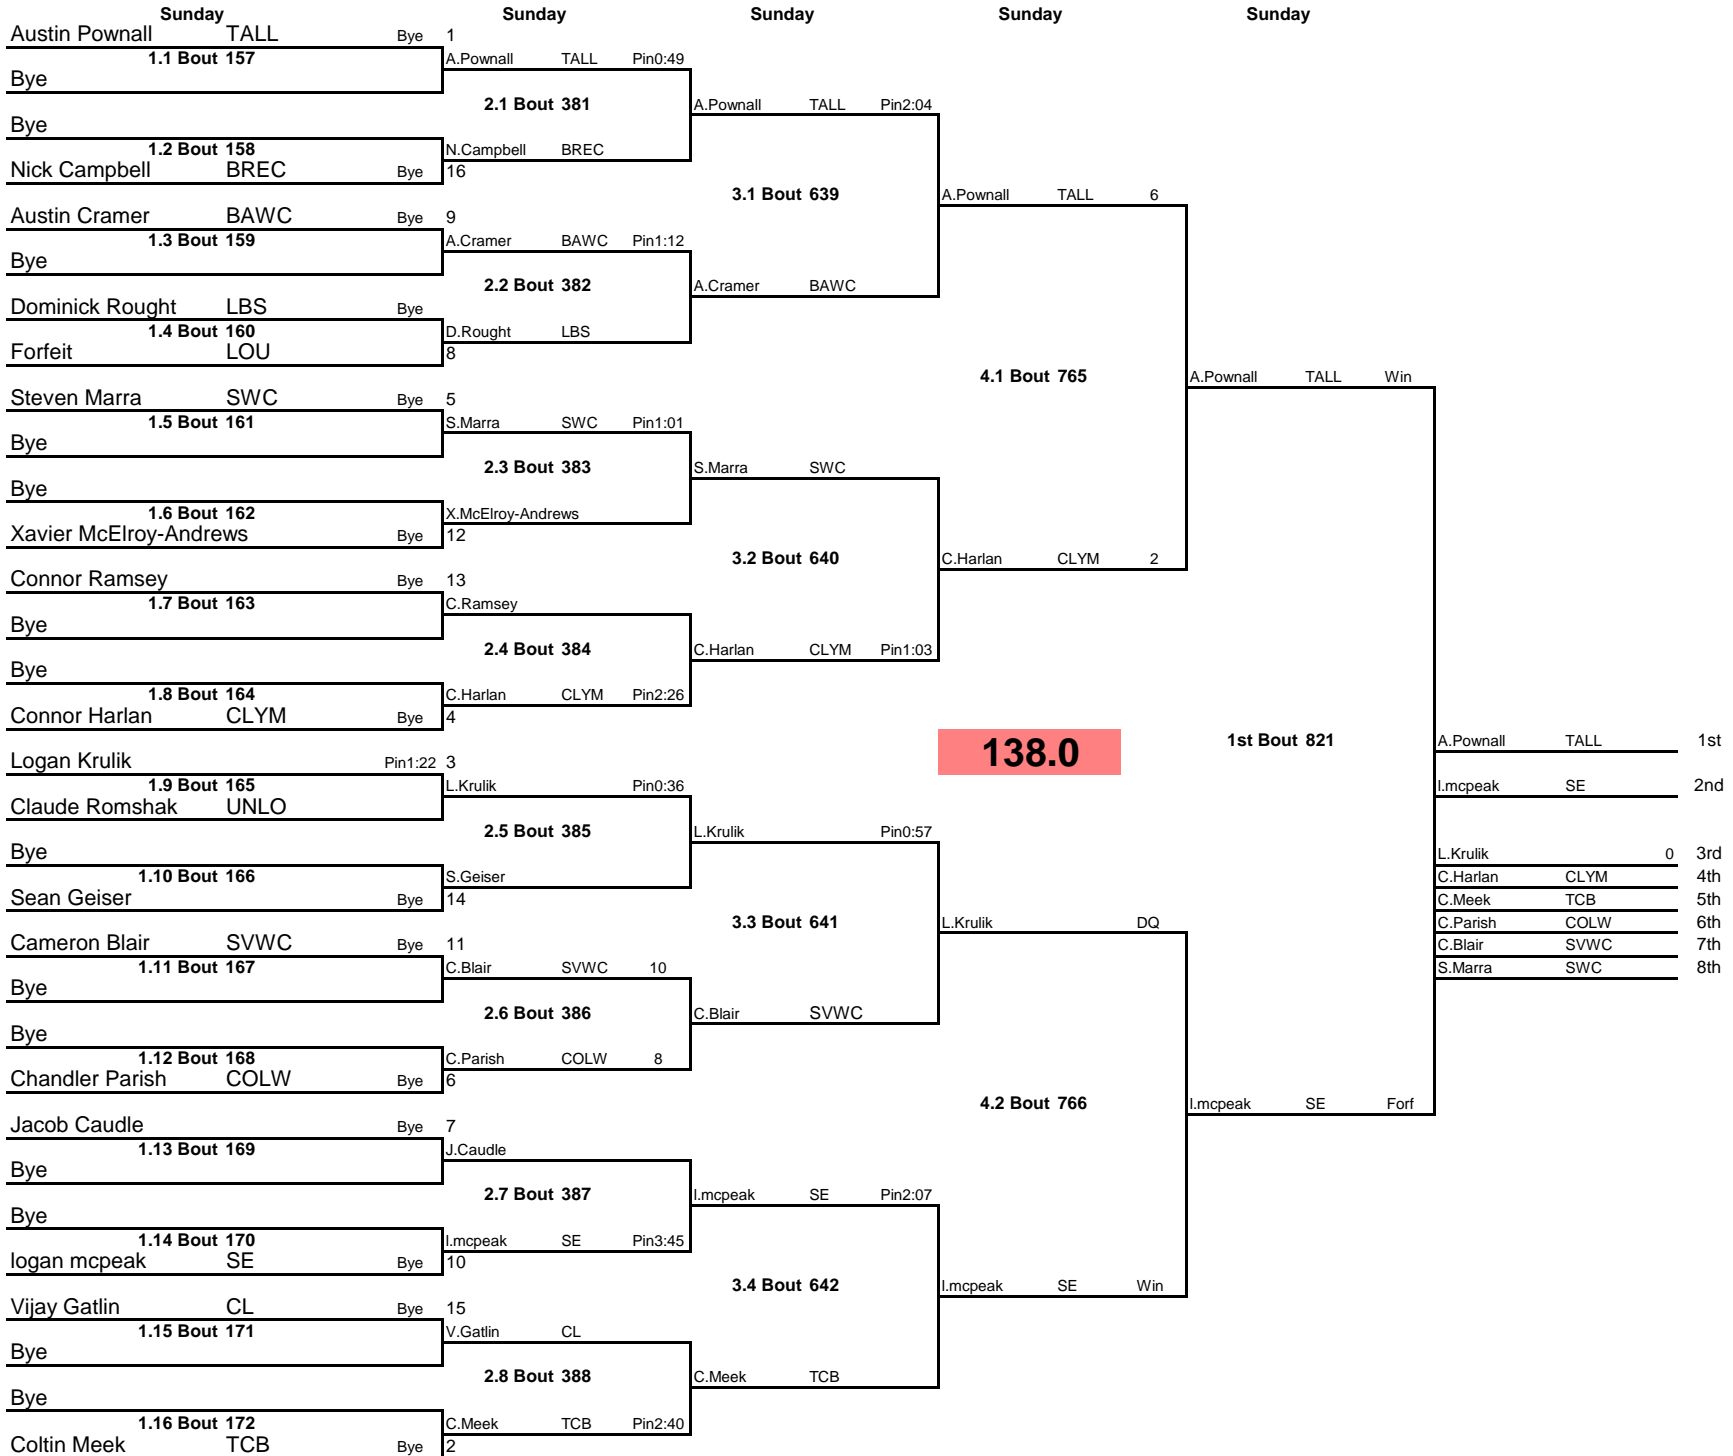 Sunday Sunday Sunday Sunday Sunday
Austin Pownall TALL Bye 1
1.1 Bout 157 A.Pownall TALL Pin0:49
Bye
2.1 Bout 381 A.Pownall TALL Pin2:04
Bye
1.2 Bout 158 N.Campbell BREC
Nick Campbell BREC Bye 16
3.1 Bout 639 A.Pownall TALL 6
Austin Cramer BAWC Bye 9
1.3 Bout 159 A.Cramer BAWC Pin1:12
Bye
2.2 Bout 382 A.Cramer BAWC
Dominick Rought LBS Bye
1.4 Bout 160 D.Rought LBS
Forfeit LOU 8
4.1 Bout 765 A.Pownall TALL Win
Steven Marra SWC Bye 5
1.5 Bout 161 S.Marra SWC Pin1:01
Bye
2.3 Bout 383 S.Marra SWC
Bye
1.6 Bout 162 X.McElroy-Andrews
Xavier McElroy-Andrews Bye 12
3.2 Bout 640 C.Harlan CLYM 2
Connor Ramsey Bye 13
1.7 Bout 163 C.Ramsey
Bye
2.4 Bout 384 C.Harlan CLYM Pin1:03
Bye
1.8 Bout 164 C.Harlan CLYM Pin2:26
Connor Harlan CLYM Bye 4
138.0 1st Bout 821 A.Pownall TALL 1st
Logan Krulik Pin1:22 3
1.9 Bout 165 L.Krulik Pin0:36 l.mcpeak SE 2nd
Claude Romshak UNLO
2.5 Bout 385 L.Krulik Pin0:57
Bye L.Krulik 0 3rd
1.10 Bout 166 S.Geiser C.Harlan CLYM 4th
Sean Geiser Bye 14 C.Meek TCB 5th
3.3 Bout 641 L.Krulik DQ C.Parish COLW 6th
Cameron Blair SVWC Bye 11 C.Blair SVWC 7th
1.11 Bout 167 C.Blair SVWC 10 S.Marra SWC 8th
Bye
2.6 Bout 386 C.Blair SVWC
Bye
1.12 Bout 168 C.Parish COLW 8
Chandler Parish COLW Bye 6
4.2 Bout 766 l.mcpeak SE Forf
Jacob Caudle Bye 7
1.13 Bout 169 J.Caudle
Bye
2.7 Bout 387 l.mcpeak SE Pin2:07
Bye
1.14 Bout 170 l.mcpeak SE Pin3:45
logan mcpeak SE Bye 10
3.4 Bout 642 l.mcpeak SE Win
Vijay Gatlin CL Bye 15
1.15 Bout 171 V.Gatlin CL
Bye
2.8 Bout 388 C.Meek TCB
Bye
1.16 Bout 172 C.Meek TCB Pin2:40
Coltin Meek TCB Bye 2